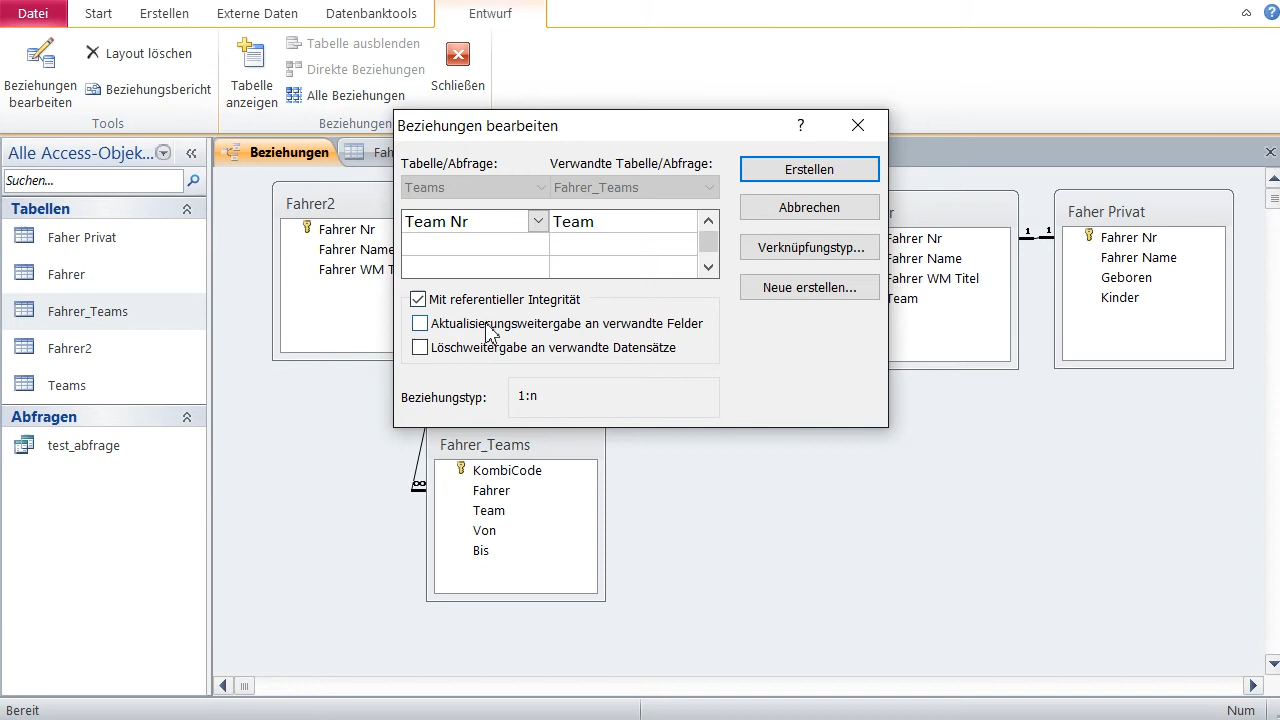 Datei Start Erstellen Externe Daten Datenbanktools Entwurf
Beziehungen bearbeiten
Layout löschen
Beziehungsbericht
Tools
Tabelle anzeigen
Tabelle ausblenden
Direkte Beziehungen
Alle Beziehungen
Schließen
Beziehungen
Alle Access-Objek...
Suchen...
Tabellen
Faher Privat
Fahrer
Fahrer_Teams
Fahrer2
Teams
Abfragen
test_abfrage
Beziehungen
Fahrer2
Fahrer Nr
Beziehungen bearbeiten
?
Tabelle/Abfrage: Verwandte Tabelle/Abfrage:
Teams Fahrer_Teams
Team Nr Team
Mit referentieller Integrität
Aktualisierungsweitergabe an verwandte Felder
Löschweitergabe an verwandte Datensätze
Beziehungstyp: 1:n
Erstellen
Abbrechen
Verknüpfungstyp...
Neue erstellen...
Fahrer Nr
Fahrer Name
Fahrer WM Titel
Team
1 1
Faher Privat
Fahrer Nr
Fahrer Name
Geboren
Kinder
Fahrer_Teams
∞
KombiCode
Fahrer
Team
Von
Bis
Bereit Num